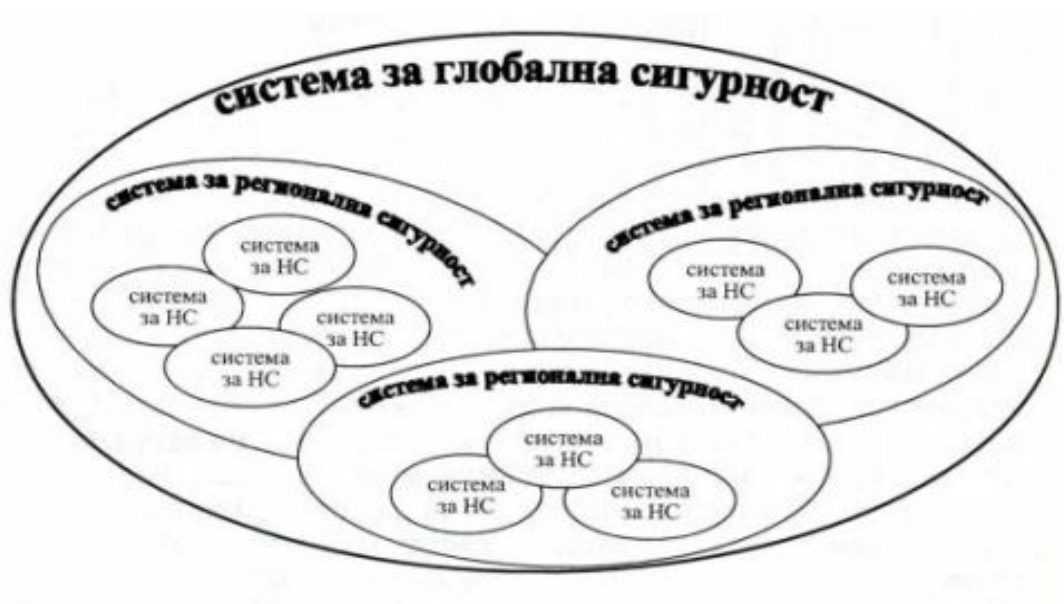 система за глобална сигурност
система за регионална сигурност
система
за НС
система
за НС
система
за НС
система
за НС
система за регионална сигурност
система
за НС
система
за НС
система
за НС
система за регионална сигурност
система
за НС
система
за НС
система
за НС